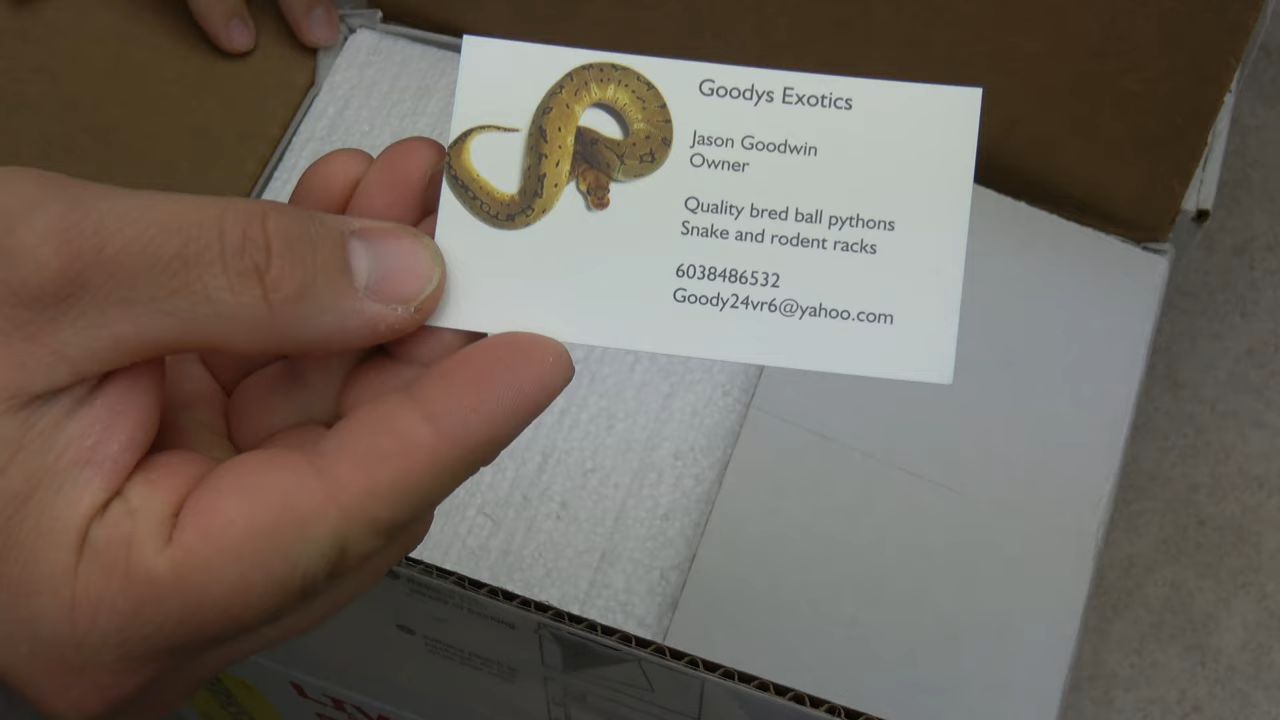 Goodys Exotics
Jason Goodwin
Owner
Quality bred ball pythons
Snake and rodent racks
6038486532
Goody24vr6@yahoo.com